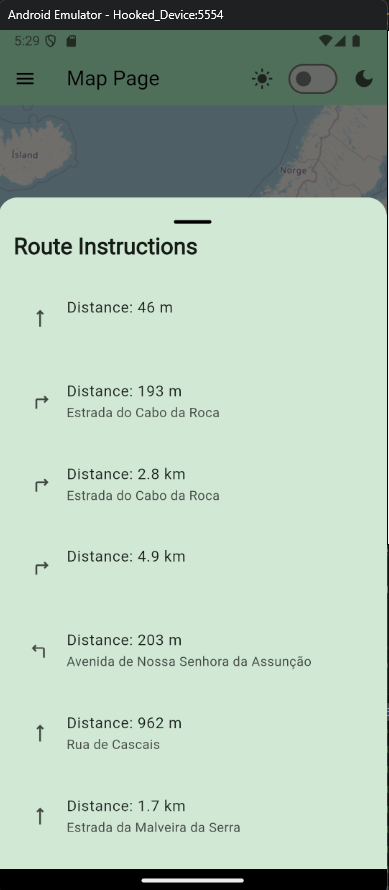 Android Emulator - Hooked_Device:5554
5:29
Map Page
Ísland
Norge
Route Instructions
Distance: 46 m
Distance: 193 m
Estrada do Cabo da Roca
Distance: 2.8 km
Estrada do Cabo da Roca
Distance: 4.9 km
Distance: 203 m
Avenida de Nossa Senhora da Assunção
Distance: 962 m
Rua de Cascais
Distance: 1.7 km
Estrada da Malveira da Serra